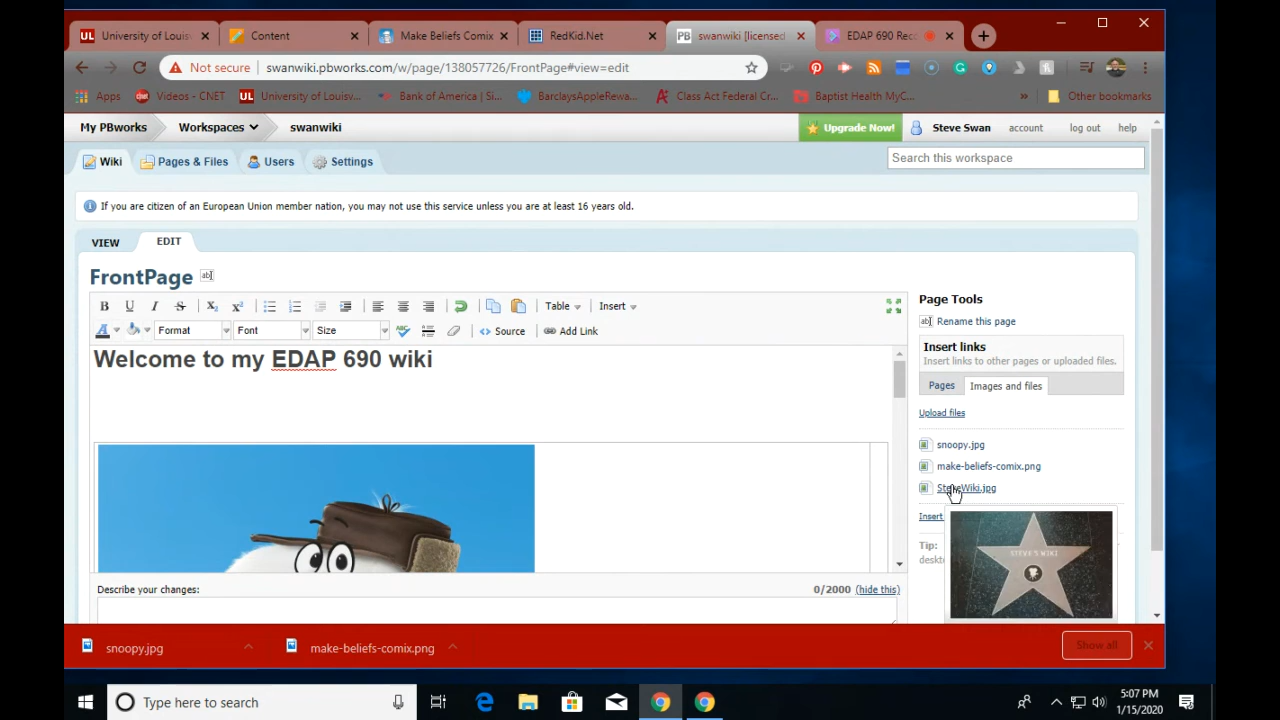 University of Louisv
Content
Make Beliefs Comix
RedKid.Net
swanwiki [licensed
EDAP 690 Rec
Not secure
swanwiki.pbworks.com/w/page/138057726/FrontPage#view=edit
Apps
Videos - CNET
University of Louisv...
Bank of America | Si...
BarclaysAppleRewa...
Class Act Federal Cr...
Baptist Health MyC...
»
Other bookmarks
My PBworks
Workspaces
swanwiki
Upgrade Now!
Steve Swan
account
log out
help
Wiki
Pages & Files
Users
Settings
Search this workspace
If you are citizen of an European Union member nation, you may not use this service unless you are at least 16 years old.
VIEW
EDIT
FrontPage
Page Tools
Rename this page
B U I S X₂ X²
Table
Insert
A
Format
Font
Size
Source
Add Link
Insert links
Insert links to other pages or uploaded files.
Pages
Images and files
Welcome to my EDAP 690 wiki
Upload files
snoopy.jpg
make-beliefs-comix.png
SteveWiki.jpg
Insert
Tip:
deskt
STEVE'S WIKI
Describe your changes:
0/2000 (hide this)
snoopy.jpg
make-beliefs-comix.png
Show all
Type here to search
5:07 PM
1/15/2020